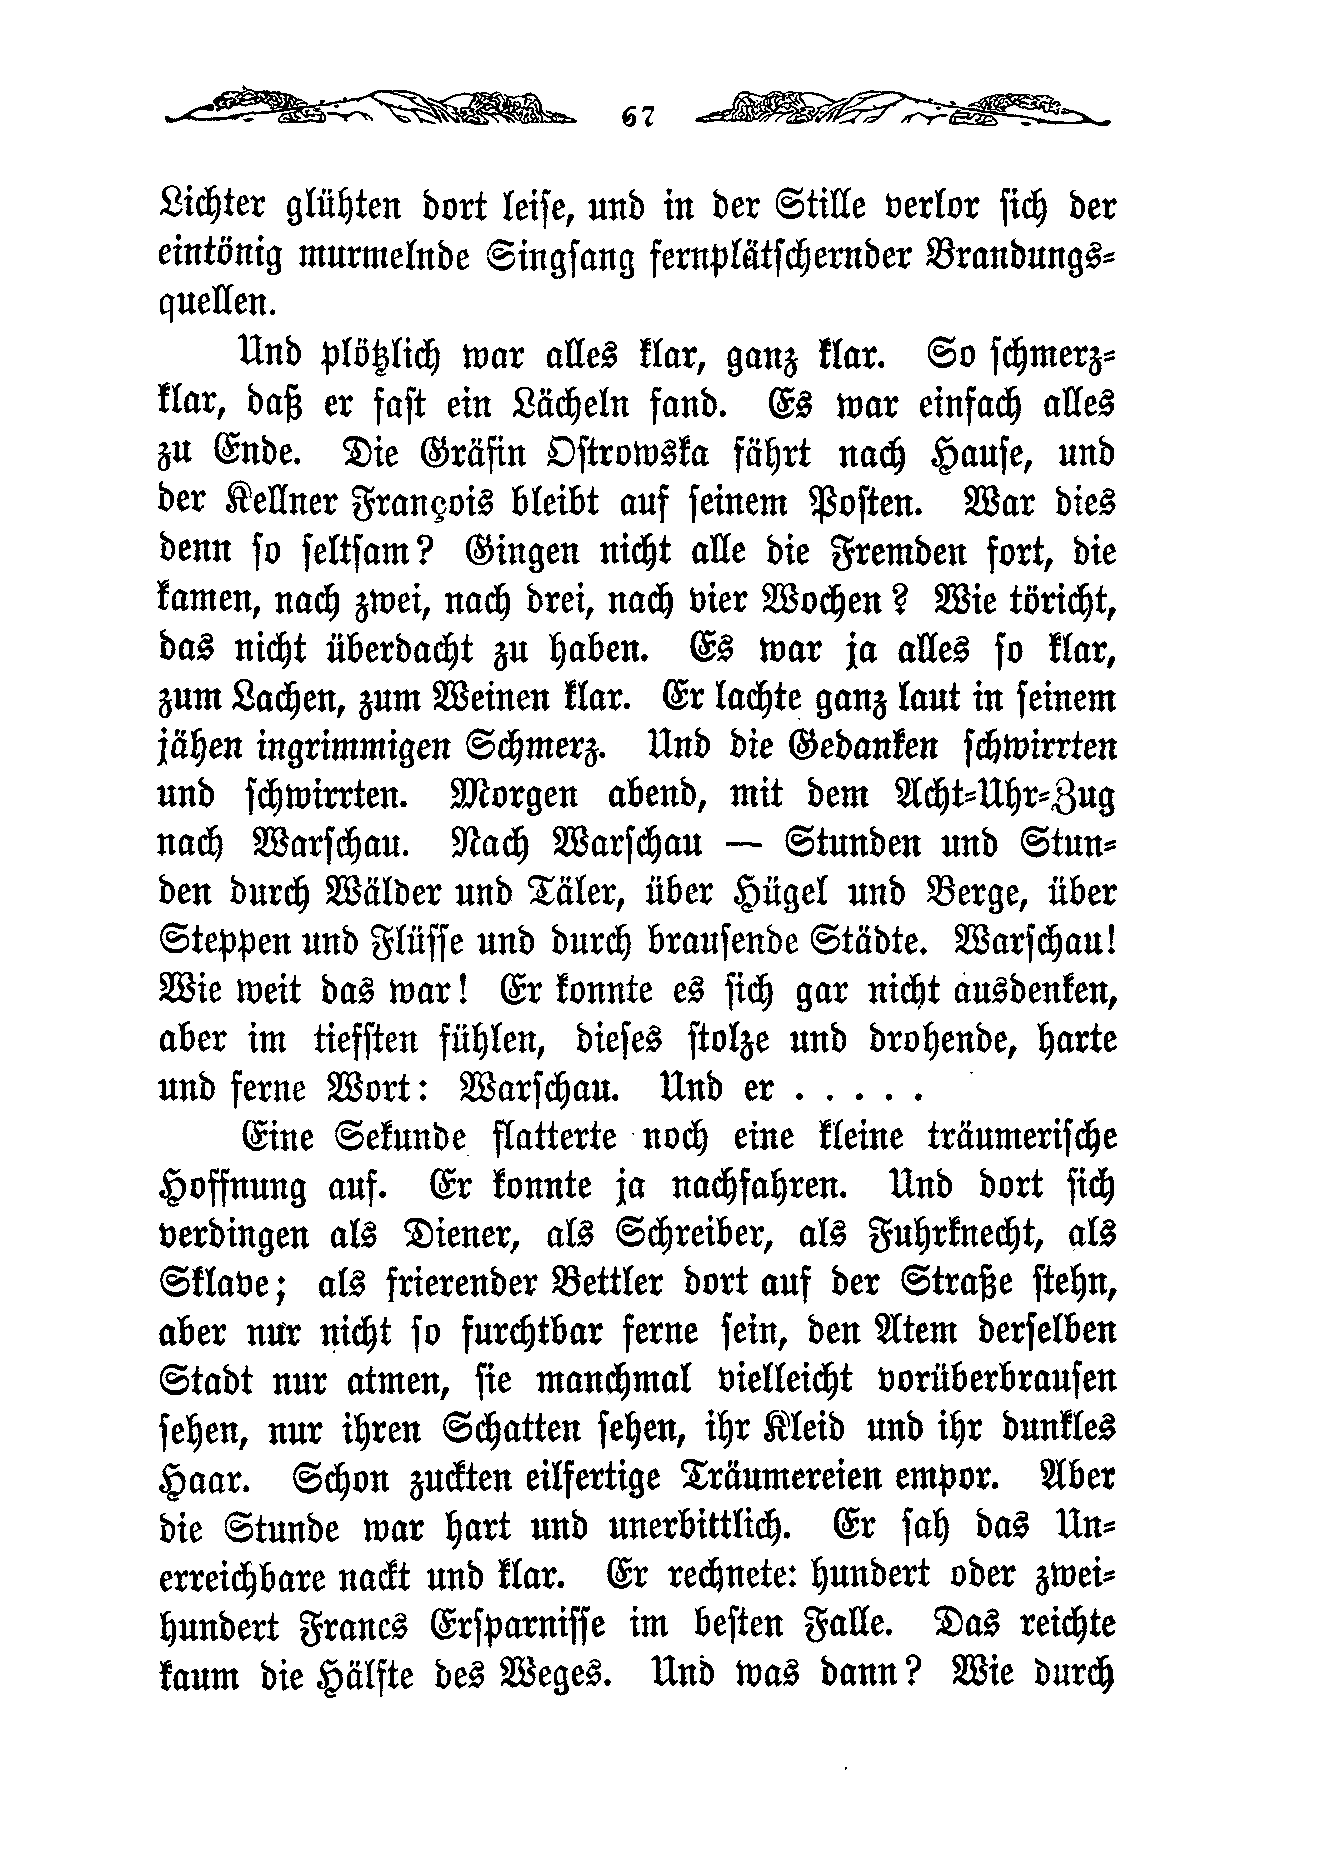 67
Lichter glühten dort leise, und in der Stille verlor sich der
eintönig murmelnde Singsang fernplätschernder Brandungs-
quellen.
Und plötzlich war alles klar, ganz klar. So schmerz-
klar, daß er fast ein Lächeln fand. Es war einfach alles
zu Ende. Die Gräfin Ostrowska fährt nach Hause, und
der Kellner François bleibt auf seinem Posten. War dies
denn so seltsam? Gingen nicht alle die Fremden fort, die
kamen, nach zwei, nach drei, nach vier Wochen? Wie töricht,
das nicht überdacht zu haben. Es war ja alles so klar,
zum Lachen, zum Weinen klar. Er lachte ganz laut in seinem
jähen ingrimmigen Schmerz. Und die Gedanken schwirrten
und schwirrten. Morgen abend, mit dem Acht-Uhr-Zug
nach Warschau. Nach Warschau — Stunden und Stun-
den durch Wälder und Täler, über Hügel und Berge, über
Steppen und Flüsse und durch brausende Städte. Warschau!
Wie weit das war! Er konnte es sich gar nicht ausdenken,
aber im tiefsten fühlen, dieses stolze und drohende, harte
und ferne Wort: Warschau. Und er . . . . .
Eine Sekunde flatterte noch eine kleine träumerische
Hoffnung auf. Er konnte ja nachfahren. Und dort sich
verdingen als Diener, als Schreiber, als Fuhrknecht, als
Sklave; als frierender Bettler dort auf der Straße stehn,
aber nur nicht so furchtbar ferne sein, den Atem derselben
Stadt nur atmen, sie manchmal vielleicht vorüberbrausen
sehen, nur ihren Schatten sehen, ihr Kleid und ihr dunkles
Haar. Schon zuckten eilfertige Träumereien empor. Aber
die Stunde war hart und unerbittlich. Er sah das Un-
erreichbare nackt und klar. Er rechnete: hundert oder zwei-
hundert Francs Ersparnisse im besten Falle. Das reichte
kaum die Hälfte des Weges. Und was dann? Wie durch